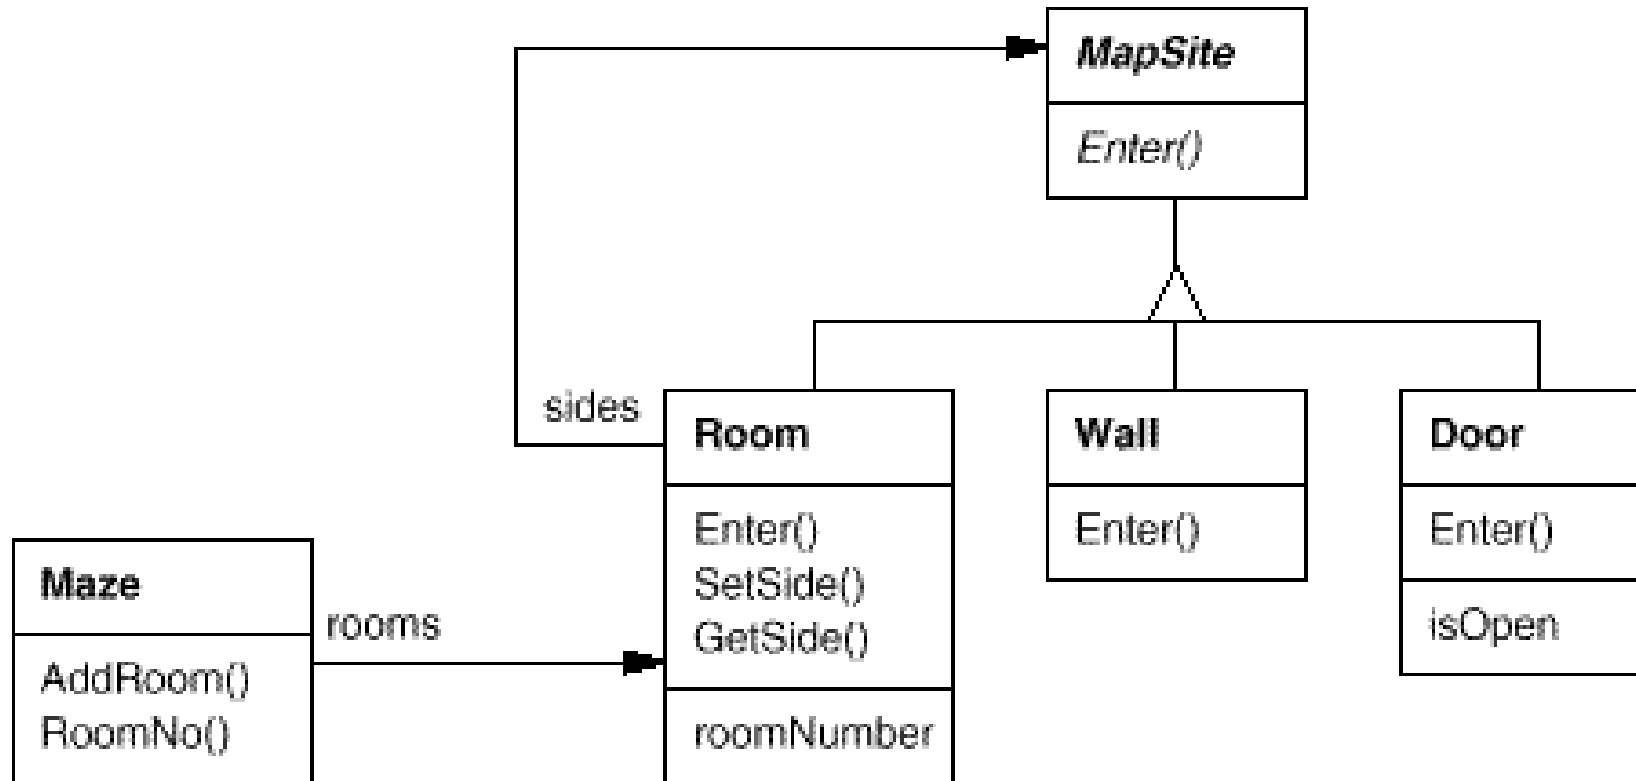 MapSite
Enter()
sides
Room
Enter()
SetSide()
GetSide()
roomNumber
Wall
Enter()
Door
Enter()
isOpen
Maze
AddRoom()
RoomNo()
rooms